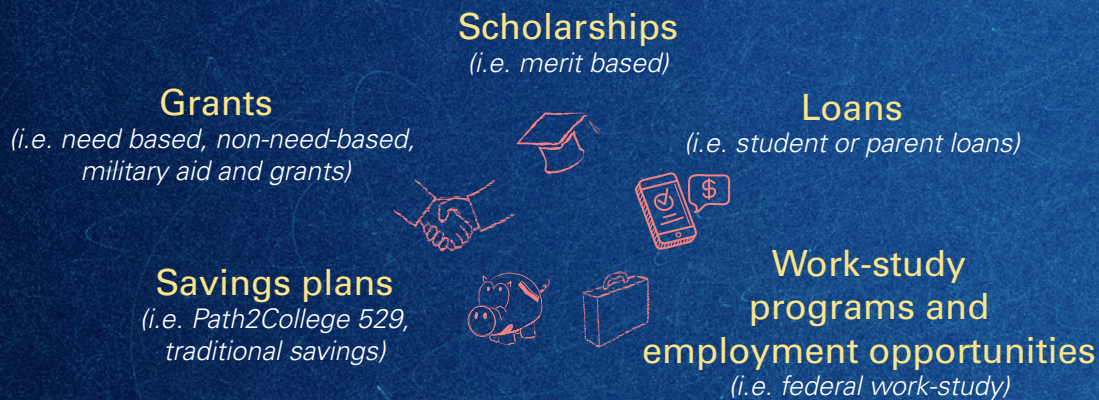 Scholarships
(i.e. merit based)
Grants
(i.e. need based, non-need-based,
military aid and grants)
Loans
(i.e. student or parent loans)
$
Savings plans
(i.e. Path2College 529,
traditional savings)
Work-study
programs and
employment opportunities
(i.e. federal work-study)